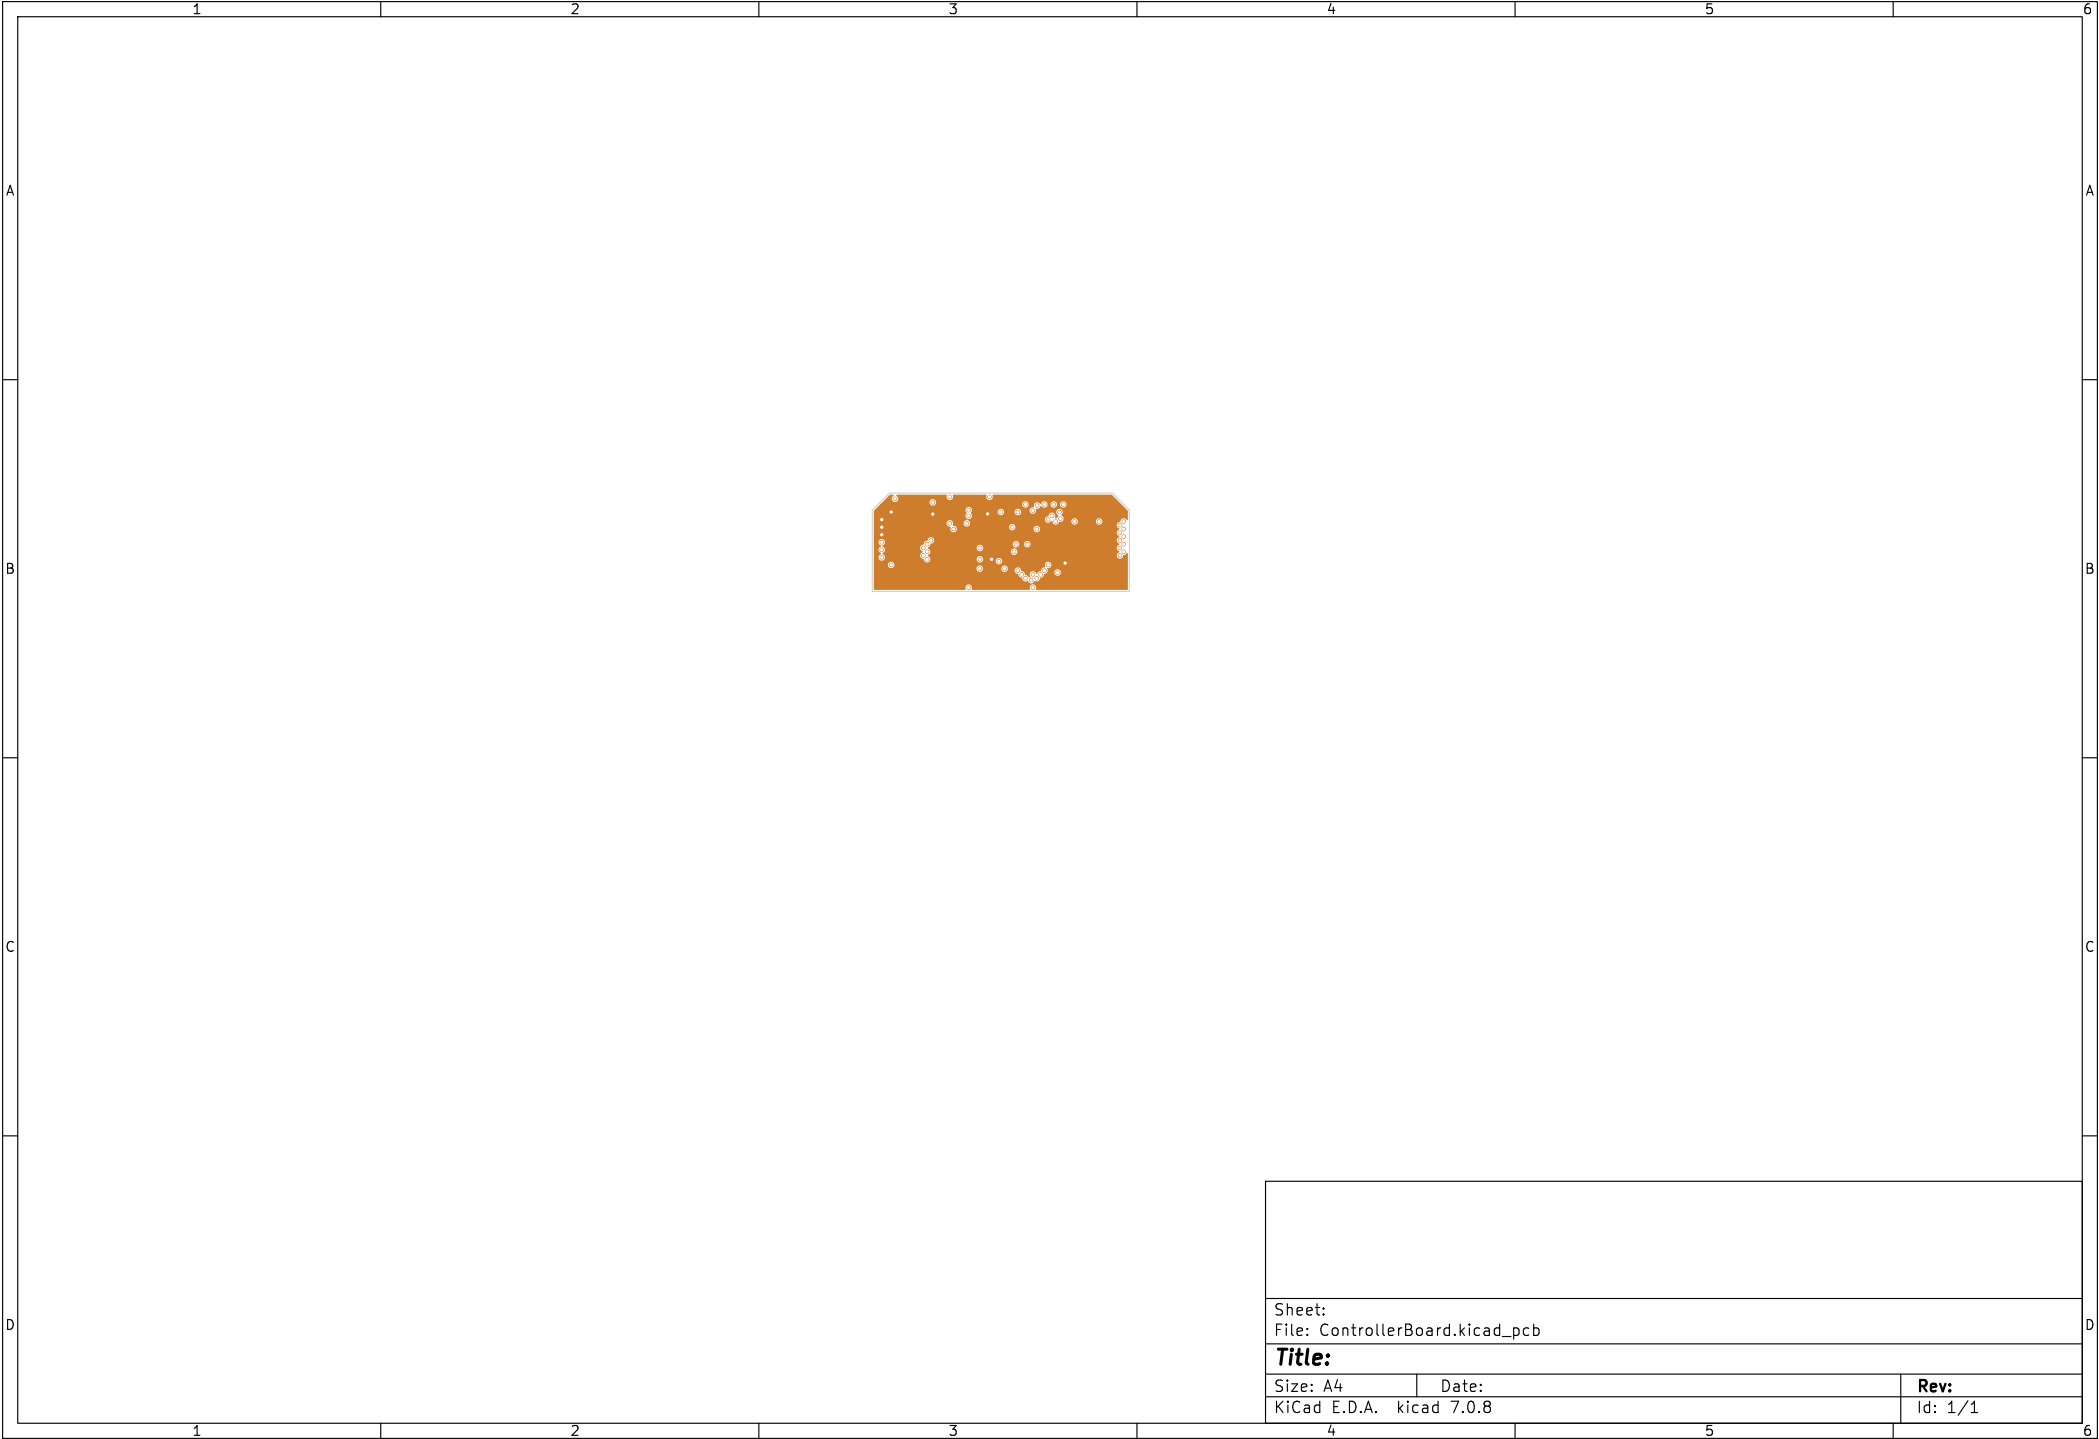 1 2 3 4 5 6
A A
B B
C C
Sheet:
File: ControllerBoard.kicad_pcb
D D
Title:
Size: A4 Date: Rev:
KiCad E.D.A. kicad 7.0.8 Id: 1/1
1 2 3 4 5 6